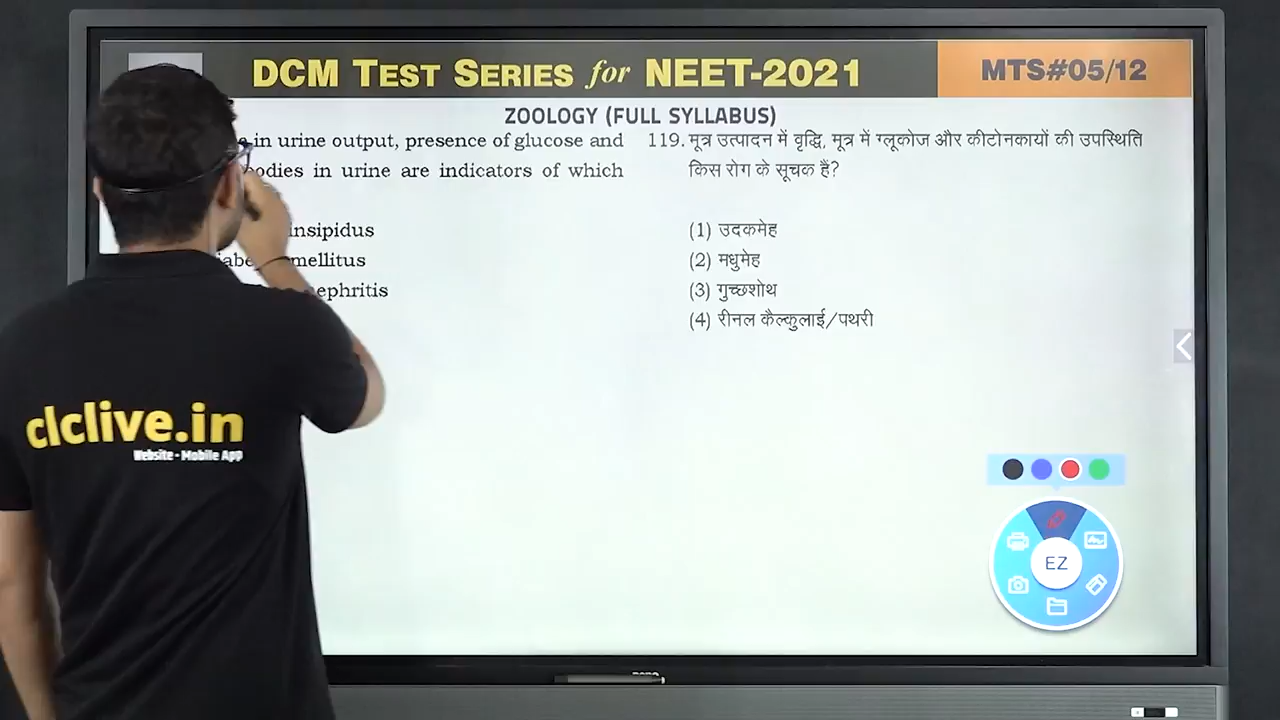 DCM TEST SERIES for NEET-2021
MTS#05/12
ZOOLOGY (FULL SYLLABUS)
in urine output, presence of glucose and
in urine are indicators of which
insipidus
mellitus
119. मूत्र उत्पादन में वृद्धि, मूत्र में ग्लूकोज और कीटोनकायों की उपस्थिति
किस रोग के सूचक हैं?
(1) उदकमेह
(2) मधुमेह
(3) गुच्छशोथ
(4) रीनल कैल्कुलाई/पथरी
clclive.in
Website - Mobile App
EZ